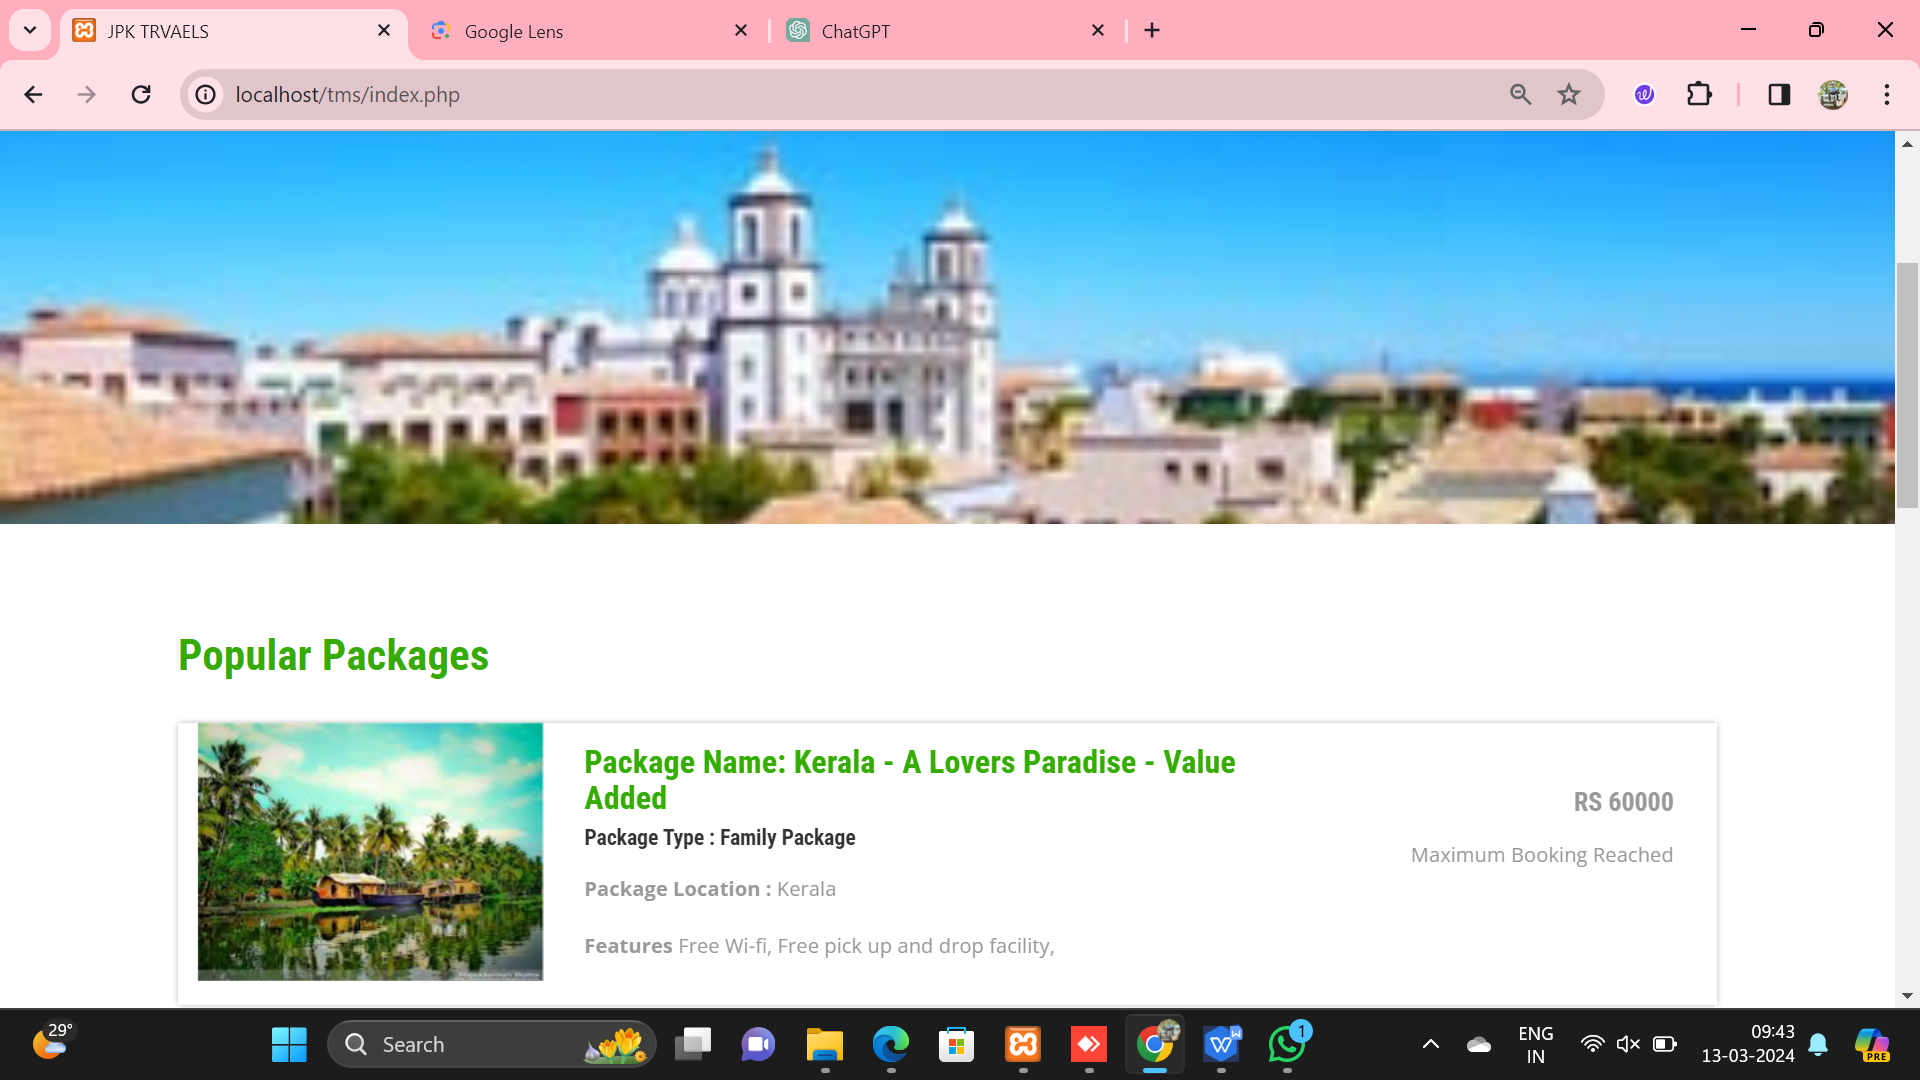 JPK TRVAELS
Google Lens
ChatGPT
localhost/tms/index.php
Popular Packages
Package Name: Kerala - A Lovers Paradise - Value
Added
RS 60000
Package Type : Family Package
Maximum Booking Reached
Package Location : Kerala
Features Free Wi-fi, Free pick up and drop facility,
29°
Search
1
ENG
IN
09:43
13-03-2024
PRE